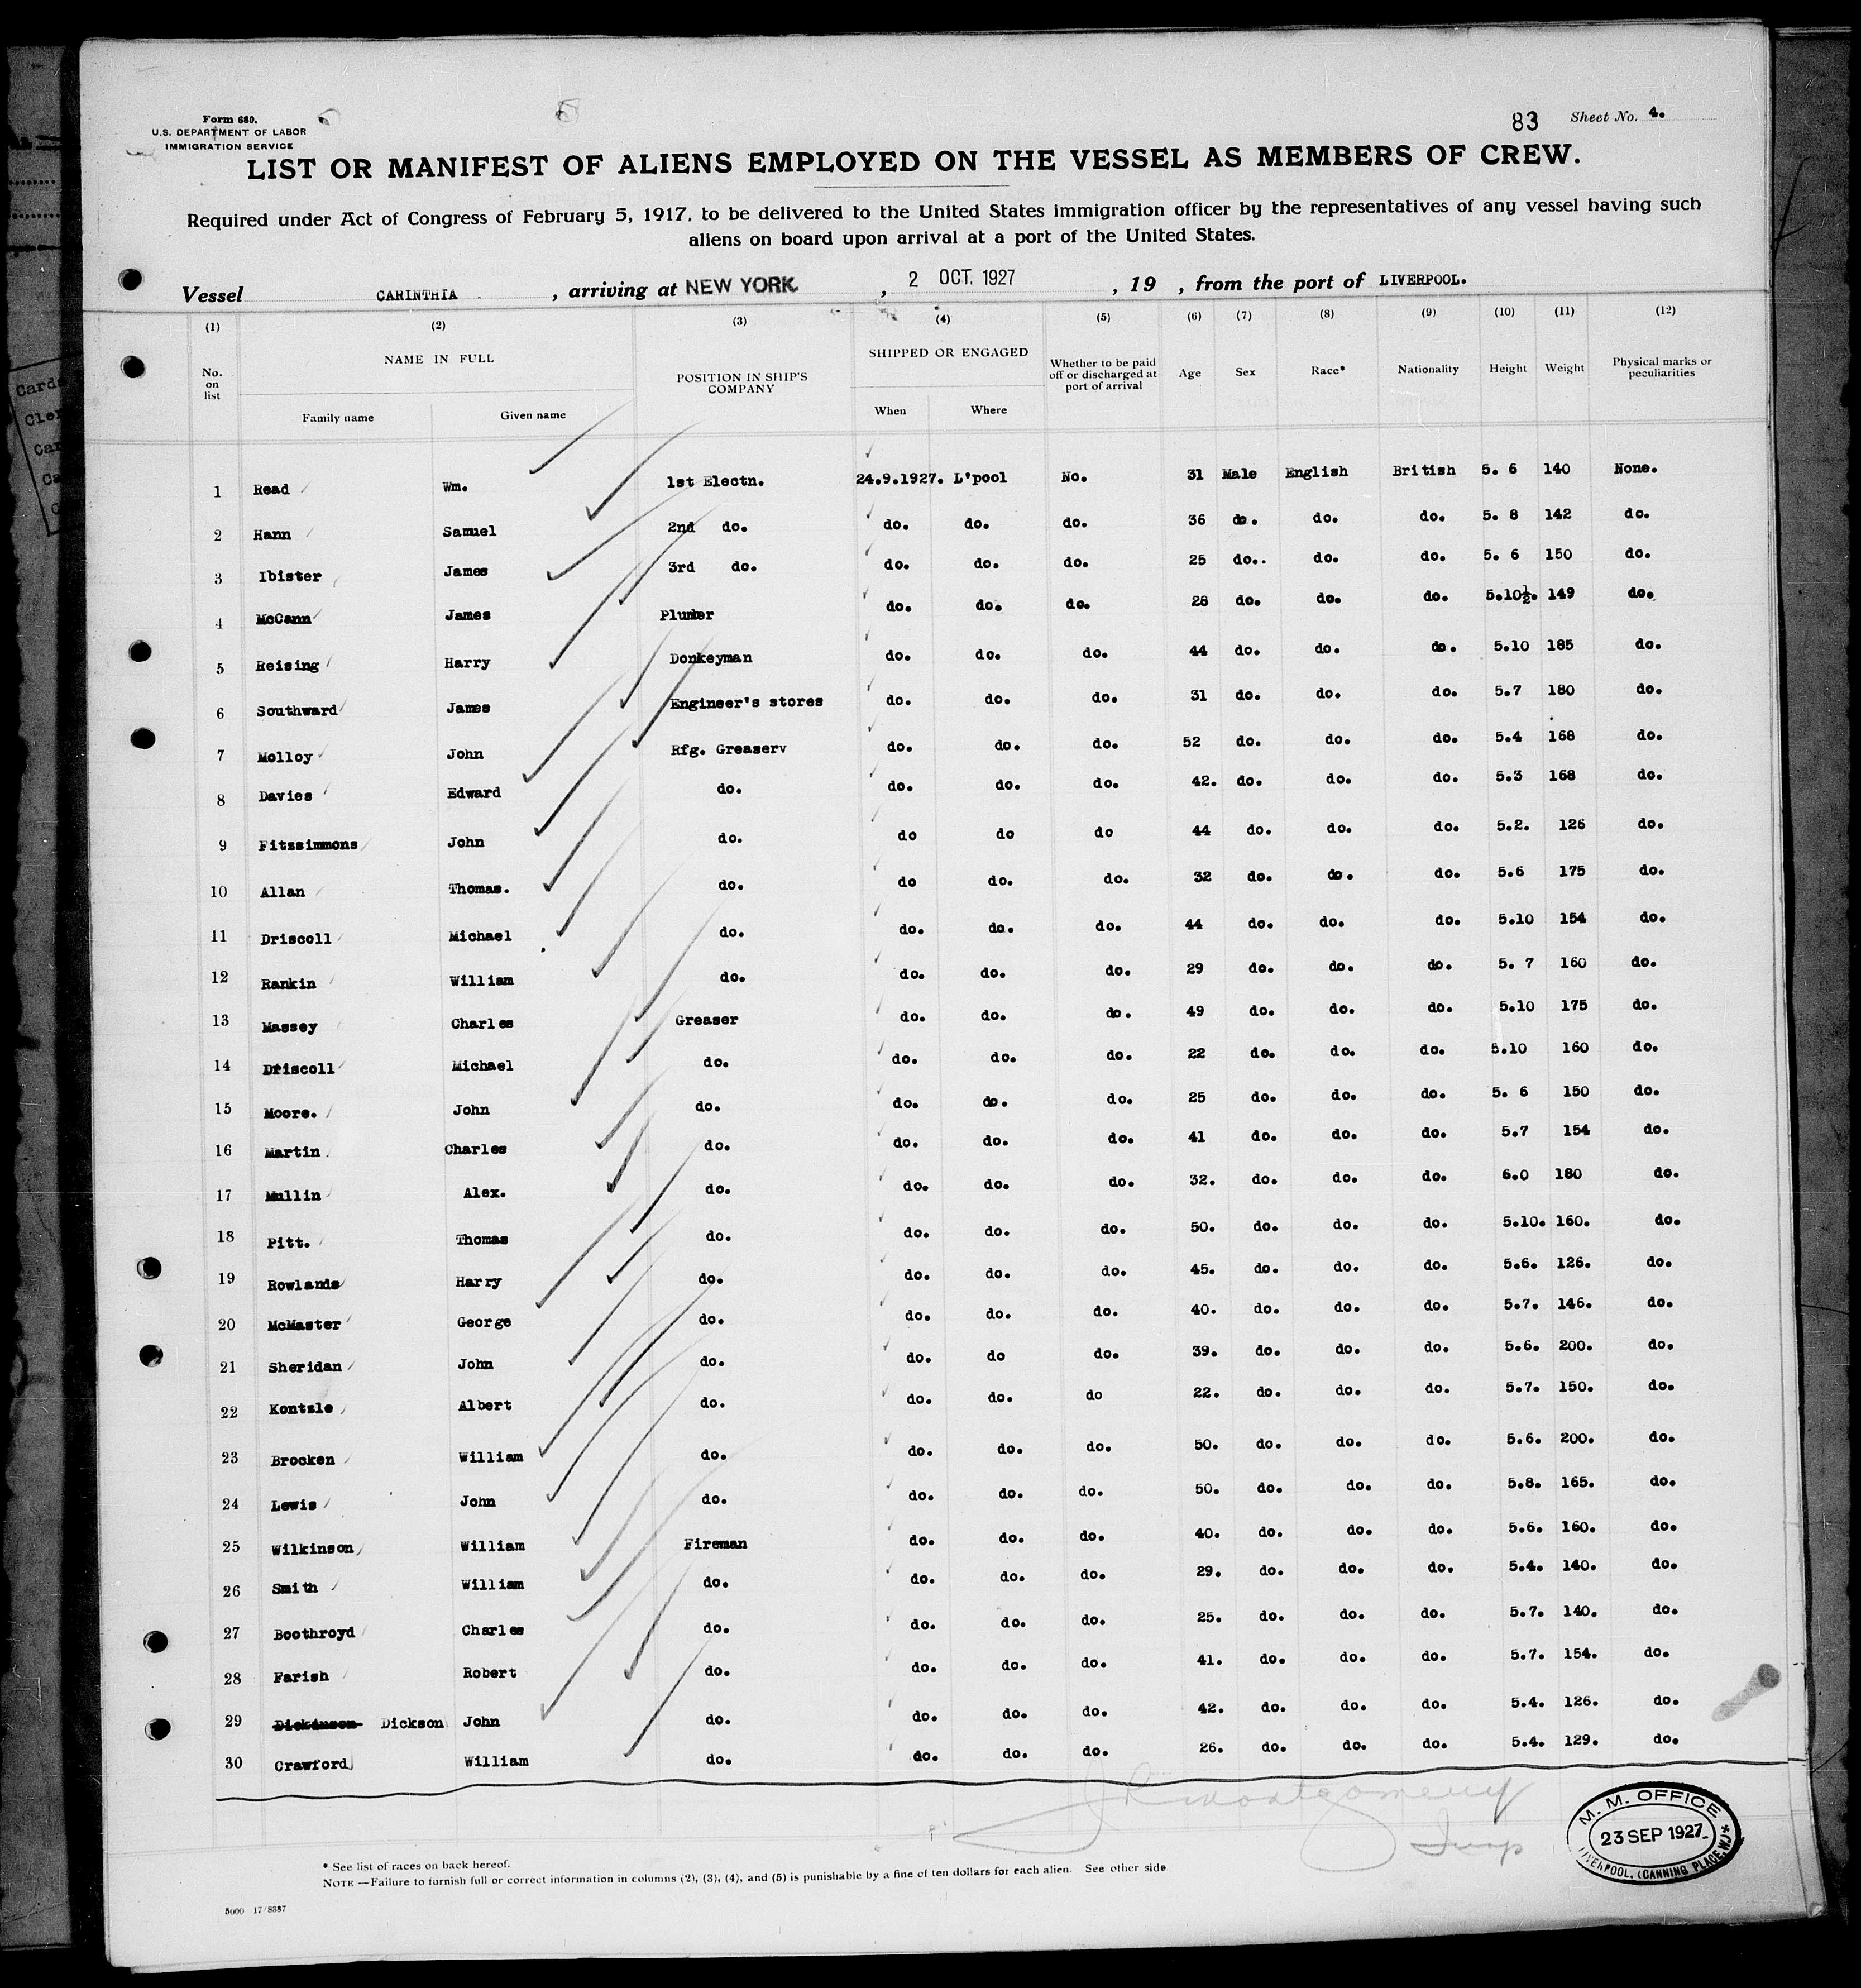 Form 680.
U.S. DEPARTMENT OF LABOR
IMMIGRATION SERVICE
83 Sheet No. 4.
LIST OR MANIFEST OF ALIENS EMPLOYED ON THE VESSEL AS MEMBERS OF CREW.
Required under Act of Congress of February 5, 1917, to be delivered to the United States immigration officer by the representatives of any vessel having such
aliens on board upon arrival at a port of the United States.
Vessel CARINTHIA , arriving at NEW YORK , 2 OCT. 1927 , 19 , from the port of LIVERPOOL.
(1) (2) (3) (4) (5) (6) (7) (8) (9) (10) (11) (12)
No. on list NAME IN FULL POSITION IN SHIP'S COMPANY SHIPPED OR ENGAGED Whether to be paid off or discharged at port of arrival Age Sex Race* Nationality Height Weight Physical marks or peculiarities
Family name Given name When Where
1 Read Wm. 1st Electn. 24.9.1927. L'pool No. 31 Male English British 5. 6 140 None.
2 Hann Samuel 2nd do. do. do. do. 36 do. do. do. 5. 8 142 do.
3 Ibister James 3rd do. do. do. do. 25 do.. do. do. 5. 6 150 do.
4 McCann James Plumber do. do. do. 28 do. do. do. 5.10½. 149 do.
5 Reising Harry Donkeyman do. do. do. 44 do. do. do. 5.10 185 do.
6 Southward James Engineer's stores do. do. do. 31 do. do. do. 5.7 180 do.
7 Molloy John Rfg. Greaserv do. do. do. 52 do. do. do. 5.4 168 do.
8 Davies Edward do. do. do. do. 42. do. do. do. 5.3 168 do.
9 Fitzsimmons John do. do do do 44 do. do. do. 5.2. 126 do.
10 Allan Thomas. do. do do. do. 32 do. do. do. 5.6 175 do.
11 Driscoll Michael do. do. do. do. 44 do. do. do. 5.10 154 do.
12 Rankin William do. do. do. do. 29 do. do. do. 5. 7 160 do.
13 Massey Charles Greaser do. do. do. 49 do. do. do. 5.10 175 do.
14 Driscoll Michael do. do. do. do. 22 do. do. do. 5.10 160 do.
15 Moore. John do. do. do. do. 25 do. do. do. 5. 6 150 do.
16 Martin Charles do. do. do. do. 41 do. do. do. 5.7 154 do.
17 Mullin Alex. do. do. do. do. 32. do. do. do. 6.0 180 do.
18 Pitt. Thomas do. do. do. do. 50. do. do. do. 5.10. 160. do.
19 Rowlands Harry do. do. do. do. 45. do. do. do. 5.6. 126. do.
20 McMaster George do. do. do. do. 40. do. do. do. 5.7. 146. do.
21 Sheridan John do. do. do do. 39. do. do. do. 5.6. 200. do.
22 Kontzle Albert do. do. do. do 22. do. do. do. 5.7. 150. do.
23 Brocken William do. do. do. do. 50. do. do. do. 5.6. 200. do.
24 Lewis John do. do. do. do. 50. do. do. do. 5.8. 165. do.
25 Wilkinson William Fireman do. do. do. 40. do. do. do. 5.6. 160. do.
26 Smith William do. do. do. do. 29. do. do. do. 5.4. 140. do.
27 Boothroyd Charles do. do. do. do. 25. do. do. do. 5.7. 140. do.
28 Farish Robert do. do. do. do. 41. do. do. do. 5.7. 154. do.
29 Dickinson Dickson John do. do. do. do. 42. do. do. do. 5.4. 126. do.
30 Crawford William do. do. do. do. 26. do. do. do. 5.4. 129. do.
Montgomery
M. M. OFFICE
23 SEP 1927
LIVERPOOL. (CANNING PLACE, N.)
* See list of races on back hereof.
NOTE.—Failure to furnish full or correct information in columns (2), (3), (4), and (5) is punishable by a fine of ten dollars for each alien. See other side
5000 17/8387